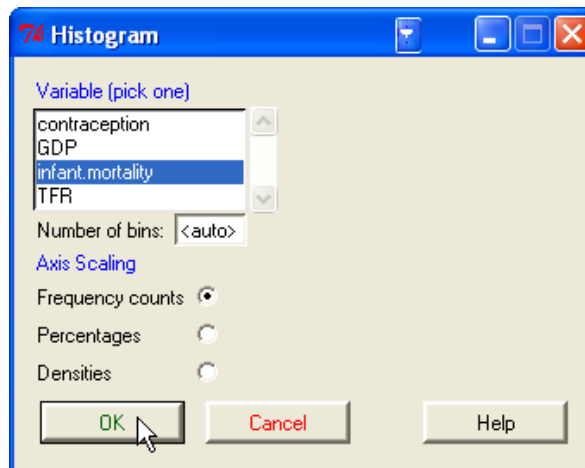 Histogram
Variable (pick one)
contraception
GDP
infant.mortality
TFR
Number of bins: <auto>
Axis Scaling
Frequency counts
Percentages
Densities
OK Cancel Help